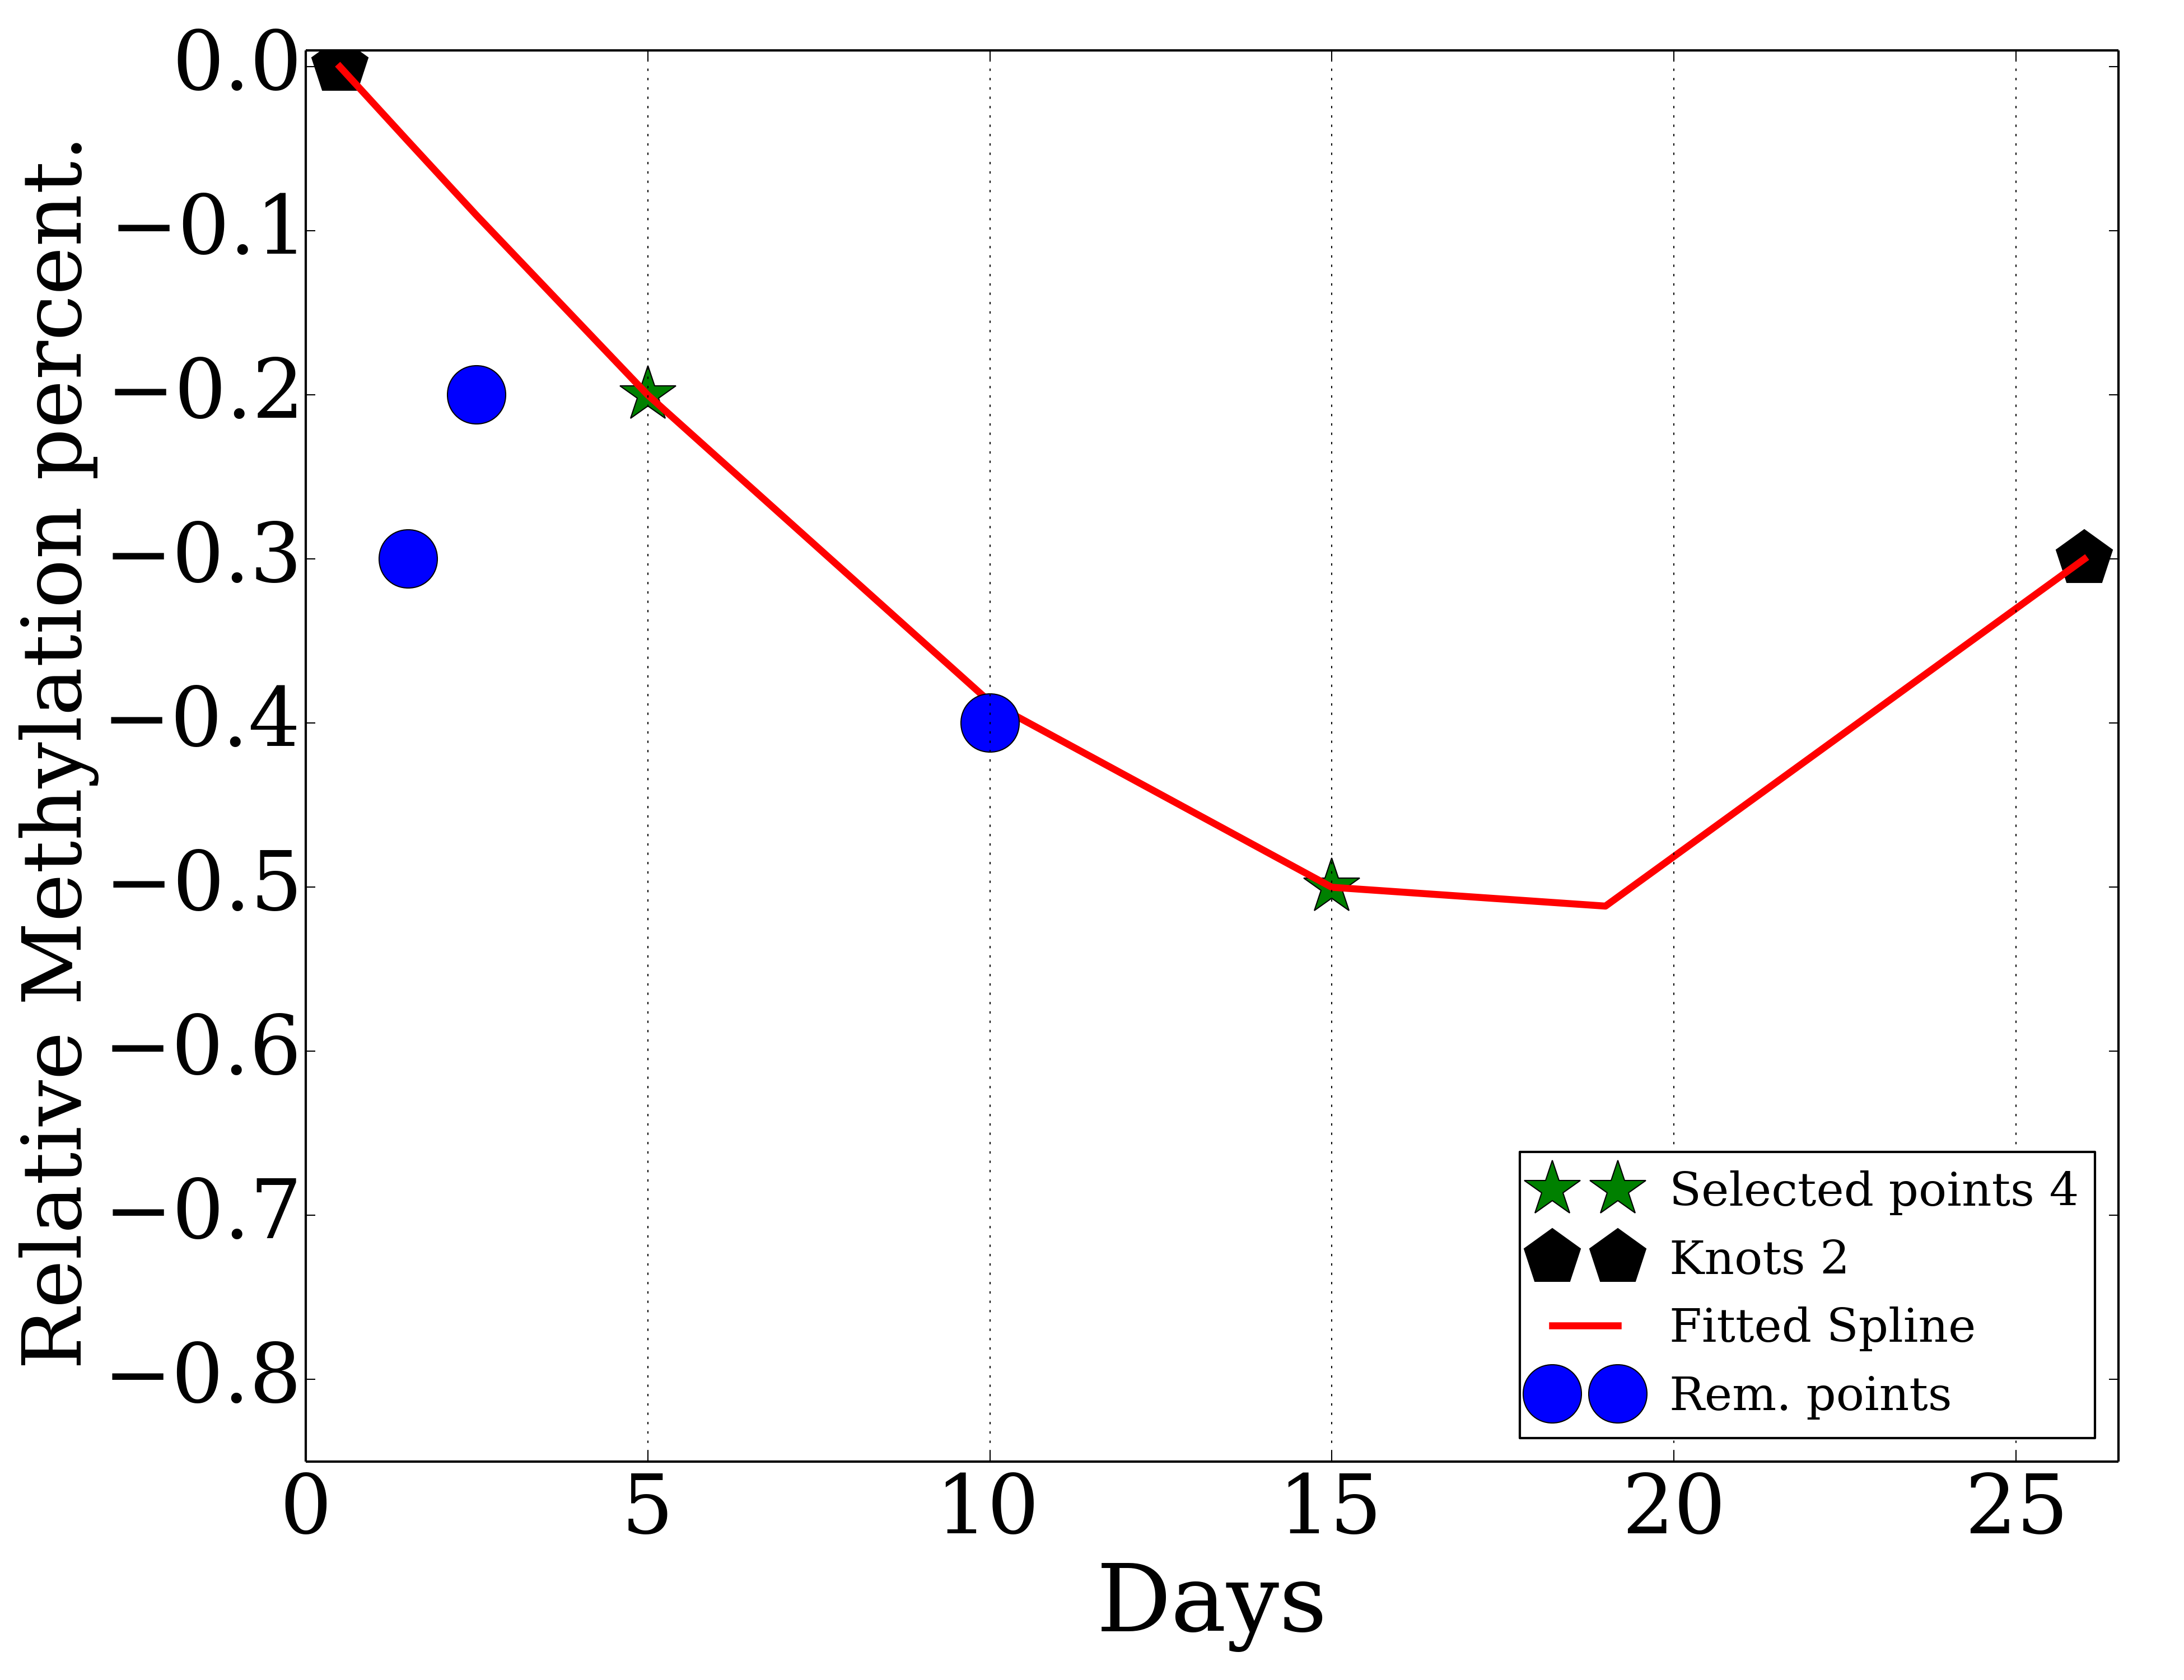 Relative Methylation percent.
0.0
−0.1
−0.2
−0.3
−0.4
−0.5
−0.6
−0.7
−0.8
Selected points 4
Knots 2
Fitted Spline
Rem. points
0 5 10 15 20 25
Days